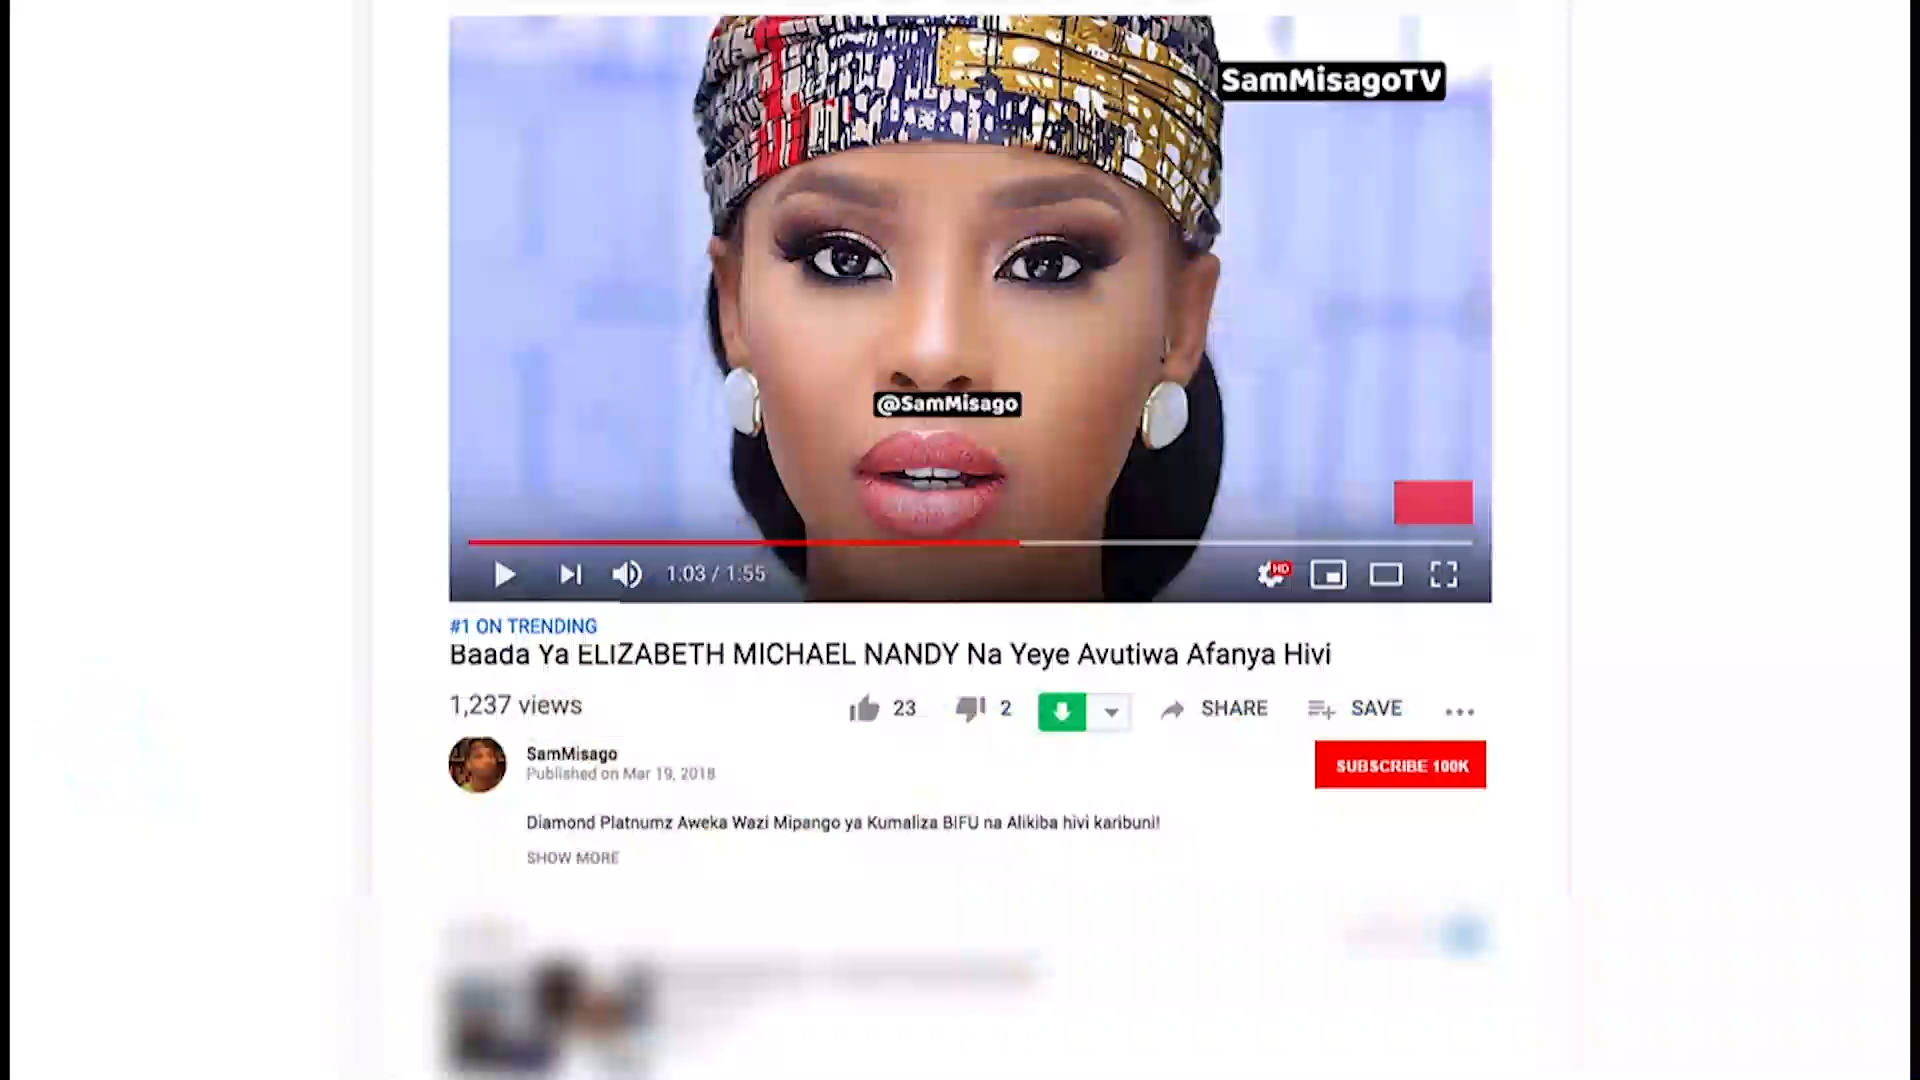 SamMisagoTV
@SamMisago
1:03 / 1:55
HD
#1 ON TRENDING
Baada Ya ELIZABETH MICHAEL NANDY Na Yeye Avutiwa Afanya Hivi
1,237 views
23
2
SHARE
SAVE
SamMisago
SUBSCRIBE 100K
Published on Mar 19, 2018
Diamond Platnumz Aweka Wazi Mipango ya Kumaliza BIFU na Alikiba hivi karibuni!
SHOW MORE